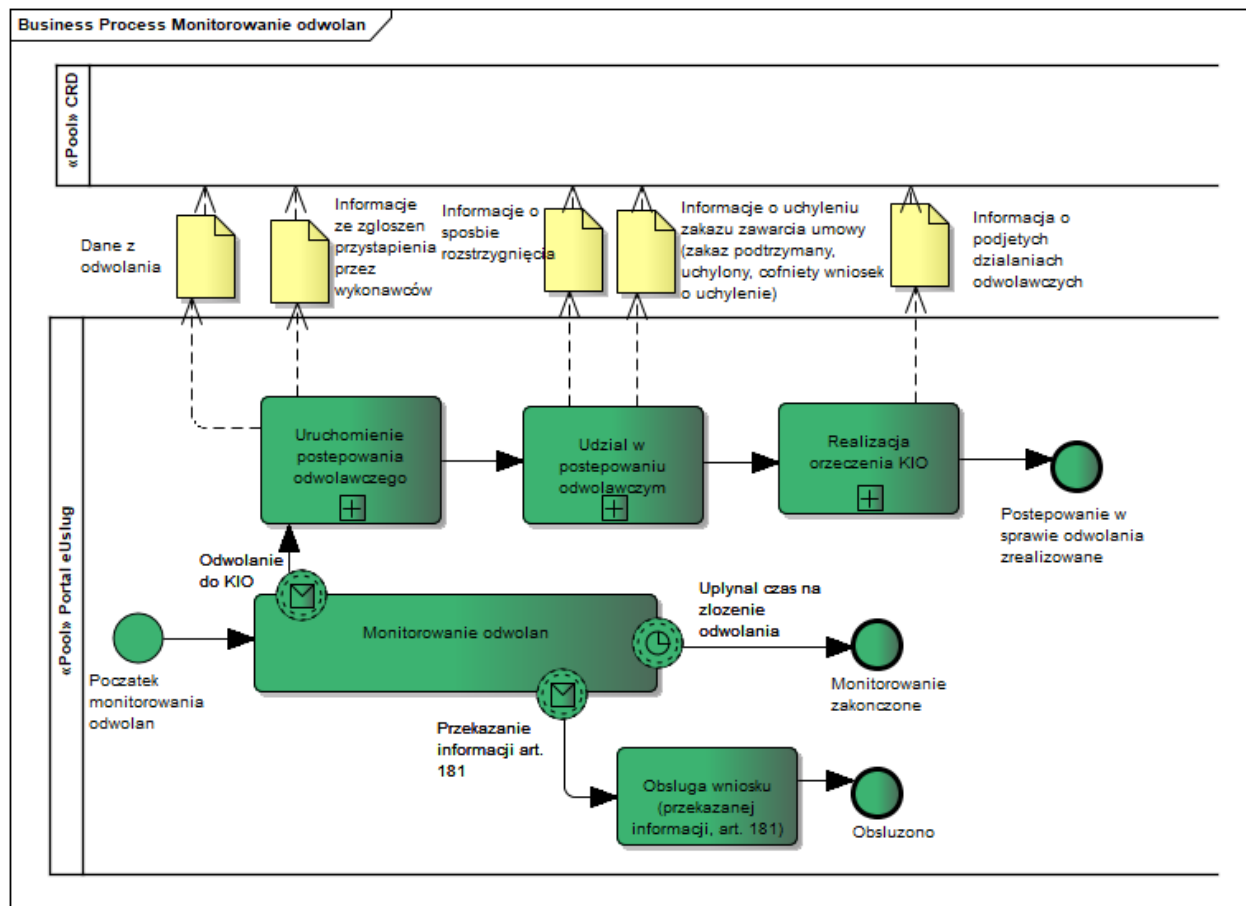 Business Process Monitorowanie odwolan
«Pool» CRD
Dane z
odwolania
Informacje
ze zgloszen
przystapienia
przez
wykonawców
Informacje o
sposbie
rozstrzygnięcia
Informacje o uchyleniu
zakazu zawarcia umowy
(zakaz podtrzymany,
uchylony, cofniety wniosek
o uchylenie)
Informacja o
podjetych
dzialaniach
odwolawczych
«Pool» Portal eUslug
Uruchomienie
postepowania
odwolawczego
Udzial w
postepowaniu
odwolawczym
Realizacja
orzeczenia KIO
Postepowanie w
sprawie odwolania
zrealizowane
Odwolanie
do KIO
Monitorowanie odwolan
Uplynal czas na
zlozenie
odwolania
Poczatek
monitorowania
odwolan
Monitorowanie
zakonczone
Przekazanie
informacji art.
181
Obsluga wniosku
(przekazanej
informacji, art. 181)
Obsluzono